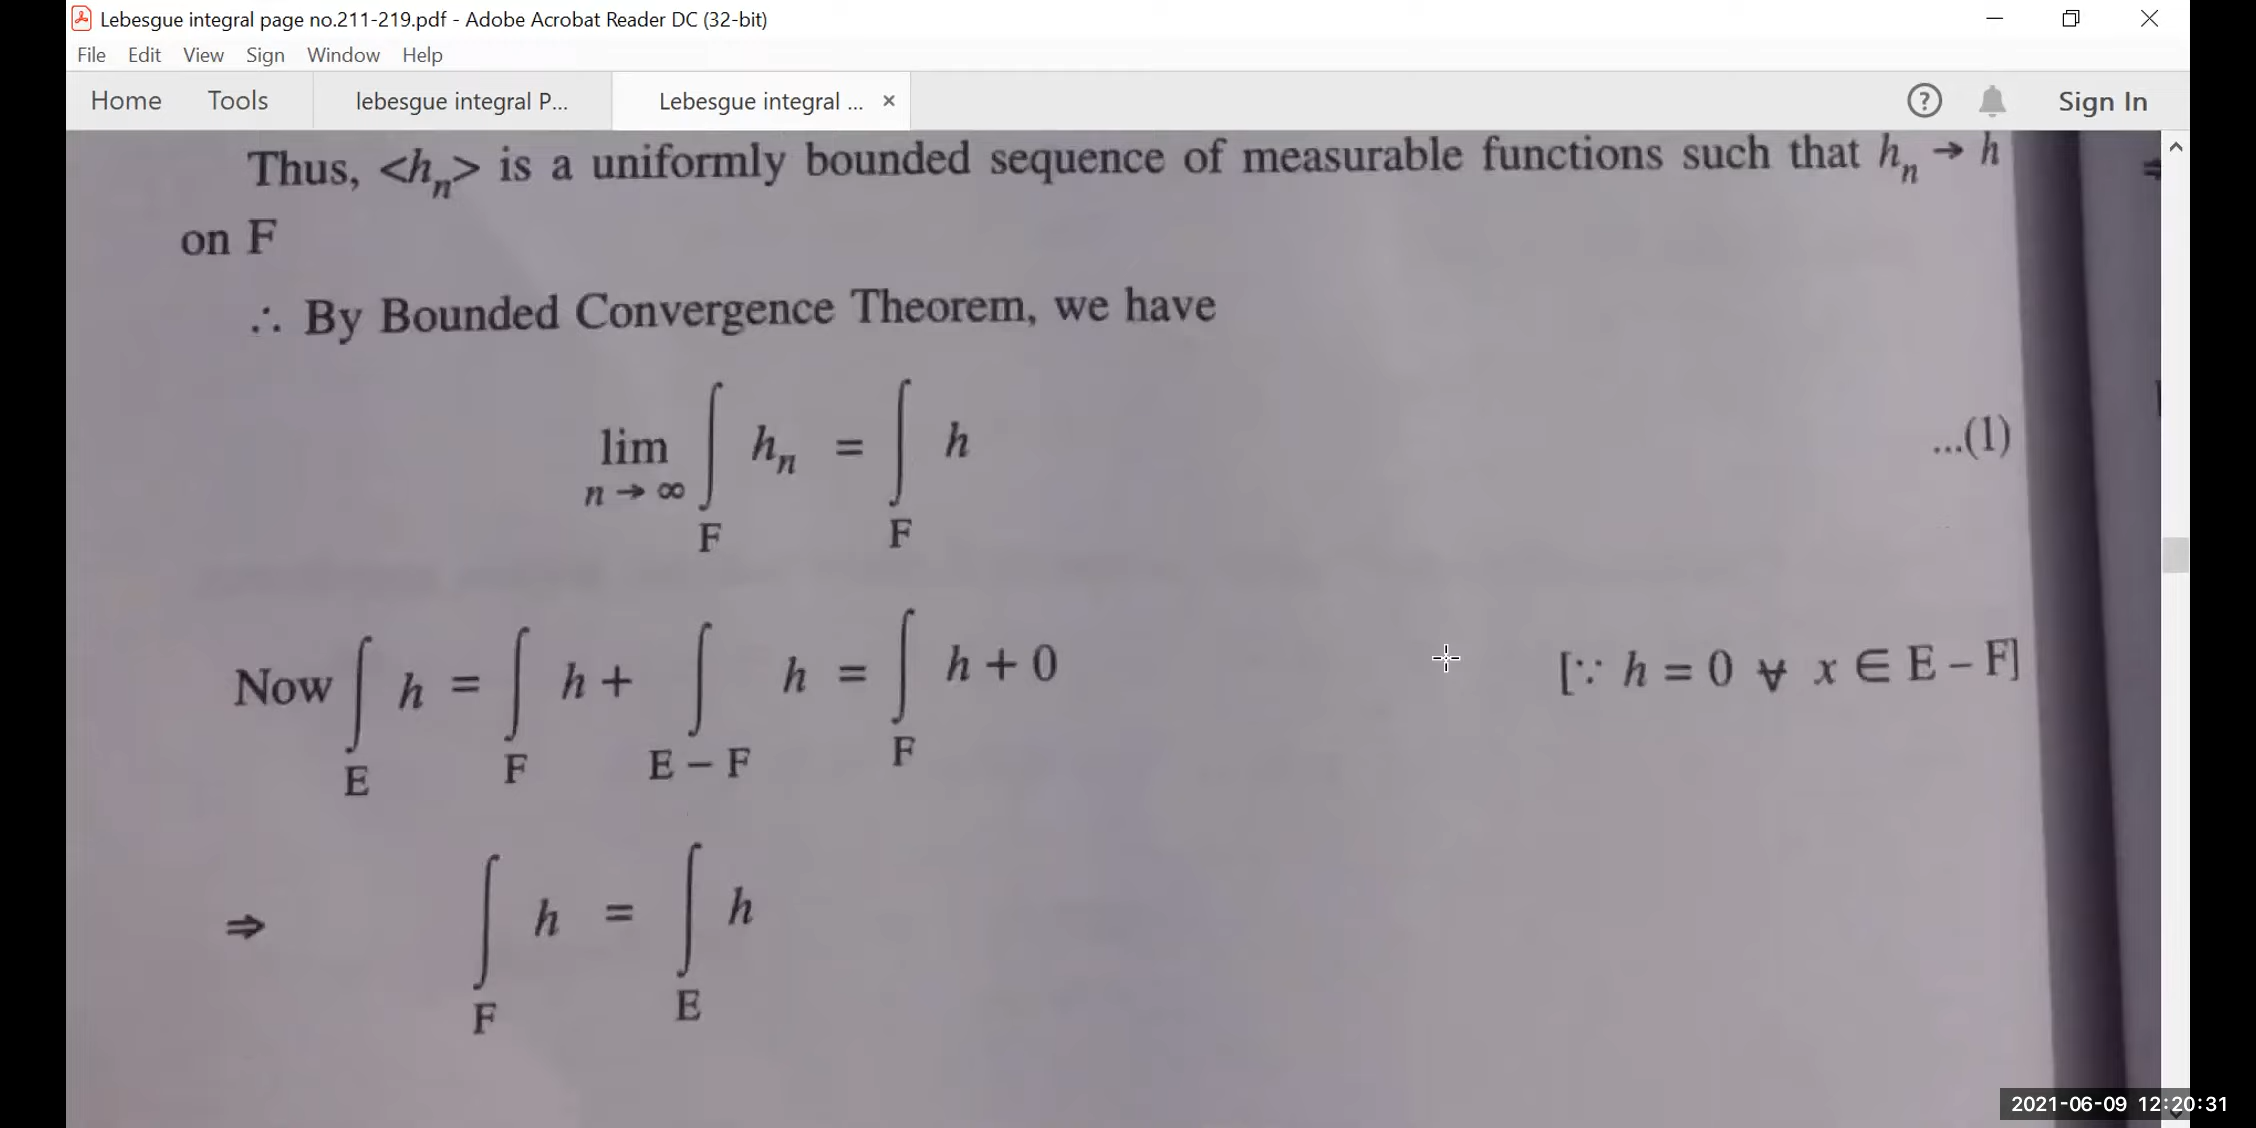 Lebesgue integral page no.211-219.pdf - Adobe Acrobat Reader DC (32-bit)
File Edit View Sign Window Help
Home Tools lebesgue integral P... Lebesgue integral ... × ? Sign In
Thus, <hₙ> is a uniformly bounded sequence of measurable functions such that hₙ → h
on F
∴ By Bounded Convergence Theorem, we have
lim ∫ hₙ = ∫ h ...(1)
n → ∞ F F
Now ∫ h = ∫ h + ∫ h = ∫ h + 0 [∵ h = 0 ∀ x ∈ E – F]
E F E – F F
⇒ ∫ h = ∫ h
F E
2021-06-09 12:20:31